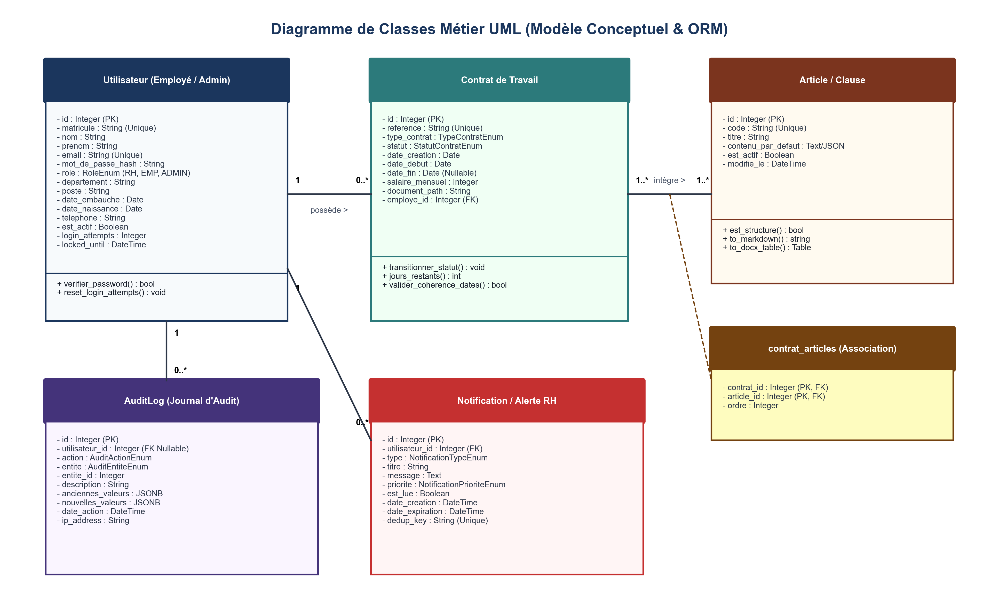 Diagramme de Classes Métier UML (Modèle Conceptuel & ORM)
Utilisateur (Employé / Admin)
- id : Integer (PK)
- matricule : String (Unique)
- nom : String
- prenom : String
- email : String (Unique)
- mot_de_passe_hash : String
- role : RoleEnum (RH, EMP, ADMIN)
- departement : String
- poste : String
- date_embauche : Date
- date_naissance : Date
- telephone : String
- est_actif : Boolean
- login_attempts : Integer
- locked_until : DateTime
+ verifier_password() : bool
+ reset_login_attempts() : void
1
0..*
possède >
Contrat de Travail
- id : Integer (PK)
- reference : String (Unique)
- type_contrat : TypeContratEnum
- statut : StatutContratEnum
- date_creation : Date
- date_debut : Date
- date_fin : Date (Nullable)
- salaire_mensuel : Integer
- document_path : String
- employe_id : Integer (FK)
+ transitionner_statut() : void
+ jours_restants() : int
+ valider_coherence_dates() : bool
1..*
intègre >
1..*
Article / Clause
- id : Integer (PK)
- code : String (Unique)
- titre : String
- contenu_par_defaut : Text/JSON
- est_actif : Boolean
- modifie_le : DateTime
+ est_structure() : bool
+ to_markdown() : string
+ to_docx_table() : Table
1
0..*
1
0..*
AuditLog (Journal d'Audit)
- id : Integer (PK)
- utilisateur_id : Integer (FK Nullable)
- action : AuditActionEnum
- entite : AuditEntiteEnum
- entite_id : Integer
- description : String
- anciennes_valeurs : JSONB
- nouvelles_valeurs : JSONB
- date_action : DateTime
- ip_address : String
Notification / Alerte RH
- id : Integer (PK)
- utilisateur_id : Integer (FK)
- type : NotificationTypeEnum
- titre : String
- message : Text
- priorite : NotificationPrioriteEnum
- est_lue : Boolean
- date_creation : DateTime
- date_expiration : DateTime
- dedup_key : String (Unique)
contrat_articles (Association)
- contrat_id : Integer (PK, FK)
- article_id : Integer (PK, FK)
- ordre : Integer